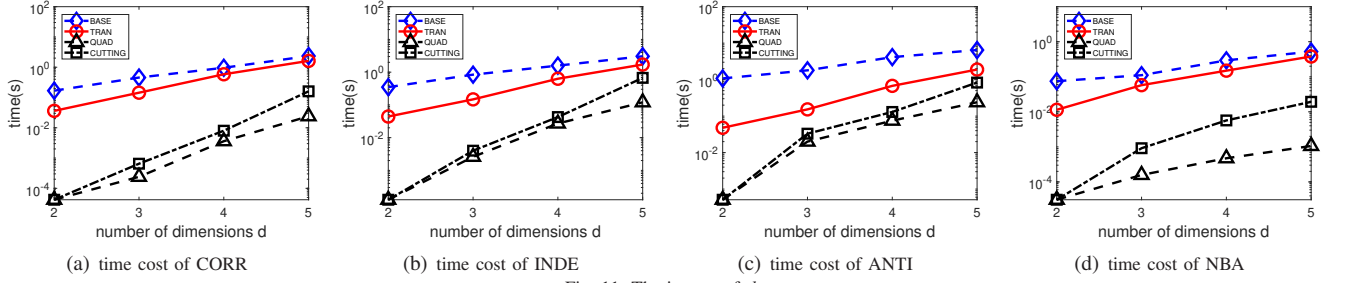 BASE
TRAN
QUAD
CUTTING
10^2
10^0
10^-2
10^-4
time(s)
2 3 4 5
number of dimensions d
(a) time cost of CORR
BASE
TRAN
QUAD
CUTTING
10^2
10^0
10^-2
time(s)
2 3 4 5
number of dimensions d
(b) time cost of INDE
BASE
TRAN
QUAD
CUTTING
10^2
10^0
10^-2
time(s)
2 3 4 5
number of dimensions d
(c) time cost of ANTI
BASE
TRAN
QUAD
CUTTING
10^0
10^-2
10^-4
time(s)
2 3 4 5
number of dimensions d
(d) time cost of NBA